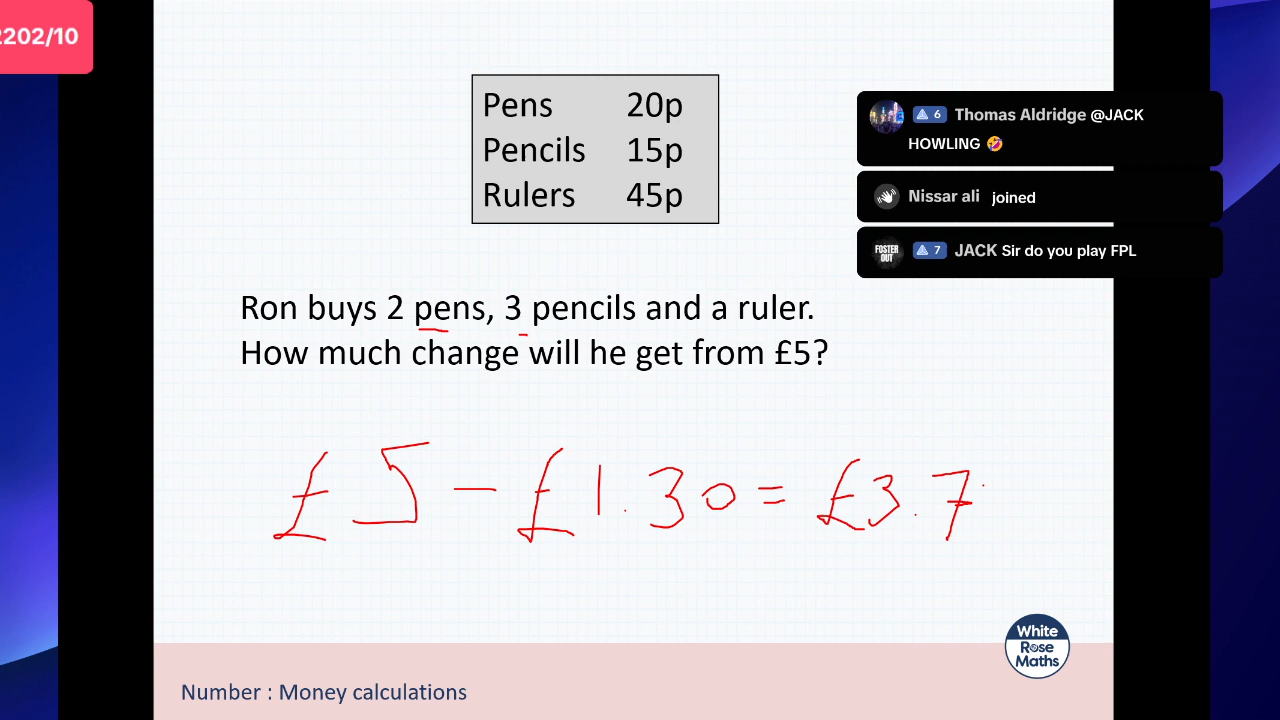 2202/10
Pens 20p
Pencils 15p
Rulers 45p
6 Thomas Aldridge @JACK
HOWLING 🤣
Nissar ali joined
FOSTER
OUT
7 JACK Sir do you play FPL
Ron buys 2 pens, 3 pencils and a ruler.
How much change will he get from £5?
£5 - £1.30 = £3.7
White
Rose
Maths
Number : Money calculations